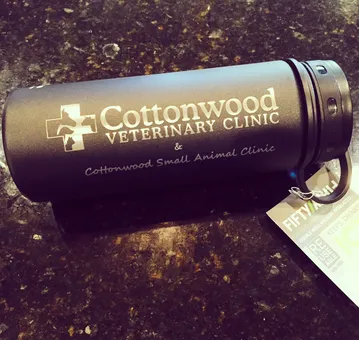 Cottonwood
VETERINARY CLINIC
&
Cottonwood Small Animal Clinic
FIFTY/